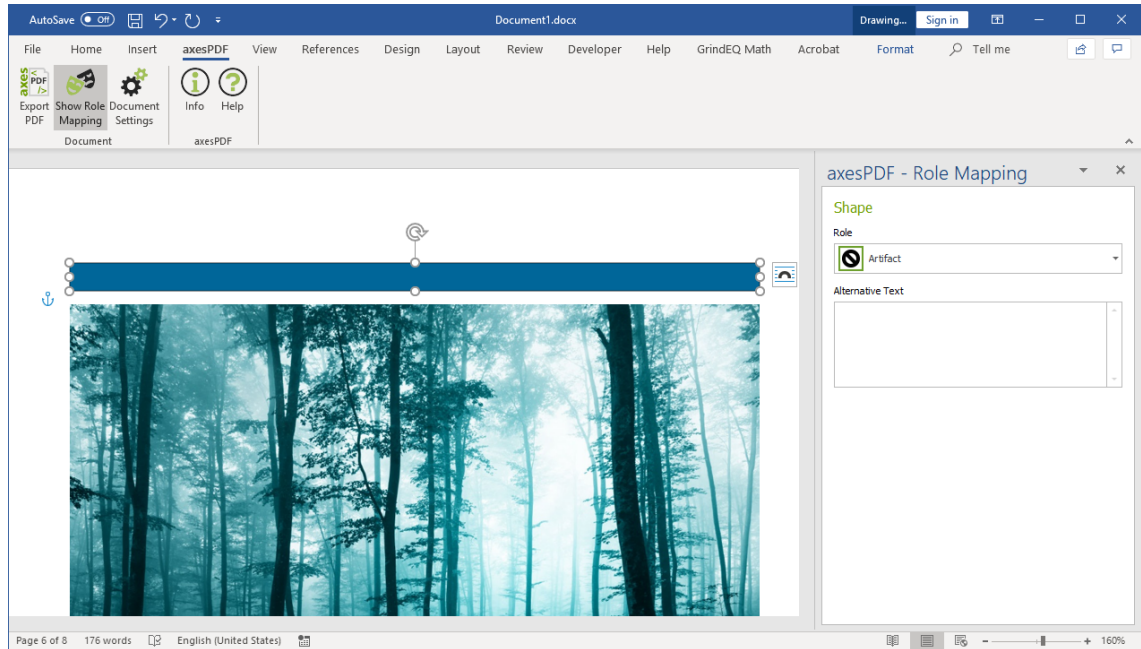 AutoSave Off Document1.docx Drawing... Sign in
File Home Insert axesPDF View References Design Layout Review Developer Help GrindEQ Math Acrobat Format Tell me
axes < PDF />
Export PDF
Show Role Mapping
Document Settings
i Info
? Help
Document axesPDF
axesPDF - Role Mapping
Shape
Role
Artifact
Alternative Text
Page 6 of 8 176 words English (United States) 160%